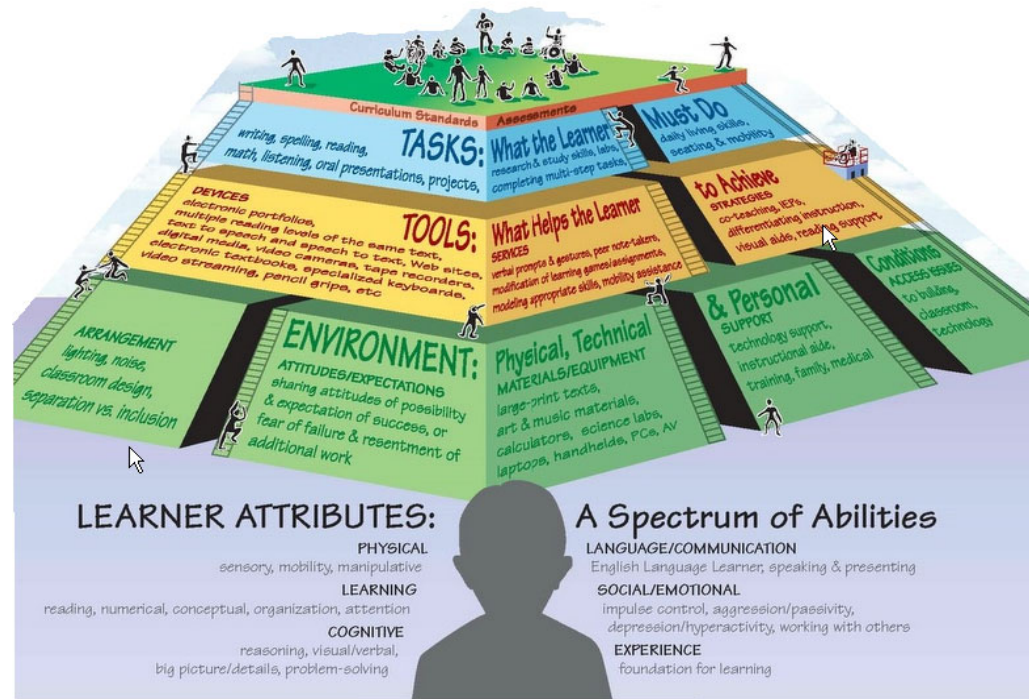 Curriculum Standards
Assessments
TASKS:
writing, spelling, reading,
math, listening, oral presentations, projects,
What the Learner
research & study skills, labs,
completing multi-step tasks,
Must Do
daily living skills,
seating & mobility
TOOLS:
DEVICES
electronic portfolios,
multiple reading levels of the same text,
text to speech and speech to text, Web sites,
digital media, video cameras, tape recorders,
electronic textbooks, specialized keyboards,
video streaming, pencil grips, etc
What Helps the Learner
SERVICES
verbal prompts & gestures, peer note-takers,
modification of learning games/assignments,
modeling appropriate skills, mobility assistance
to Achieve
STRATEGIES
co-teaching, IEPs,
differentiating instruction,
visual aids, reading support
ARRANGEMENT
lighting, noise,
classroom design,
separation vs. inclusion
ENVIRONMENT:
ATTITUDES/EXPECTATIONS
sharing attitudes of possibility
& expectation of success, or
fear of failure & resentment of
additional work
Physical, Technical
MATERIALS/EQUIPMENT
large-print texts,
art & music materials,
calculators, science labs,
laptops, handhelds, PCs, AV
& Personal
SUPPORT
technology support,
instructional aide,
training, family, medical
Conditions
ACCESS ISSUES
to building,
classroom,
technology
LEARNER ATTRIBUTES:
A Spectrum of Abilities
PHYSICAL
sensory, mobility, manipulative
LEARNING
reading, numerical, conceptual, organization, attention
COGNITIVE
reasoning, visual/verbal,
big picture/details, problem-solving
LANGUAGE/COMMUNICATION
English Language Learner, speaking & presenting
SOCIAL/EMOTIONAL
impulse control, aggression/passivity,
depression/hyperactivity, working with others
EXPERIENCE
foundation for learning